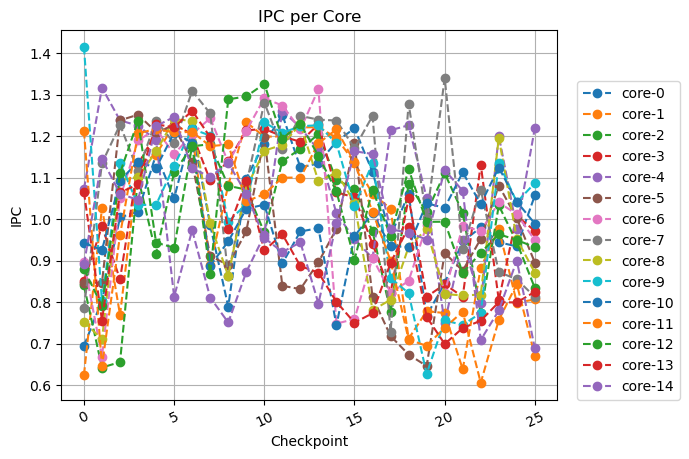 IPC per Core
IPC
1.4
1.3
1.2
1.1
1.0
0.9
0.8
0.7
0.6
0
5
10
15
20
25
Checkpoint
core-0
core-1
core-2
core-3
core-4
core-5
core-6
core-7
core-8
core-9
core-10
core-11
core-12
core-13
core-14